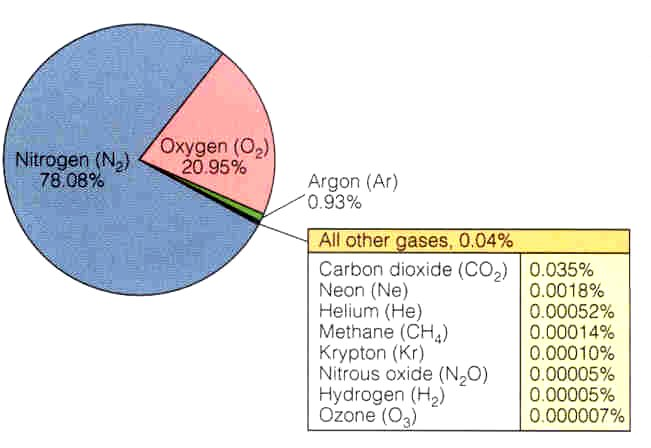 Nitrogen (N₂)
78.08%
Oxygen (O₂)
20.95%
Argon (Ar)
0.93%
All other gases, 0.04%
Carbon dioxide (CO₂) 0.035%
Neon (Ne) 0.0018%
Helium (He) 0.00052%
Methane (CH₄) 0.00014%
Krypton (Kr) 0.00010%
Nitrous oxide (N₂O) 0.00005%
Hydrogen (H₂) 0.00005%
Ozone (O₃) 0.000007%